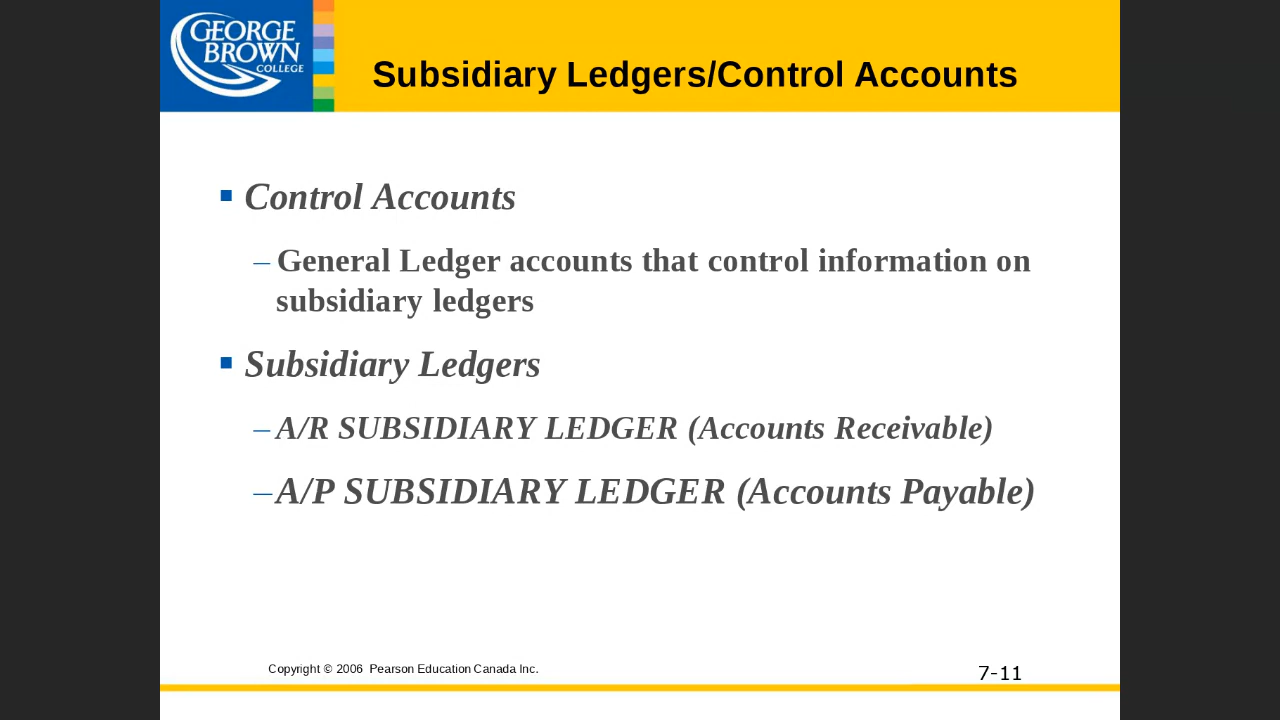 GEORGE
BROWN
COLLEGE
Subsidiary Ledgers/Control Accounts
Control Accounts
– General Ledger accounts that control information on
subsidiary ledgers
Subsidiary Ledgers
– A/R SUBSIDIARY LEDGER (Accounts Receivable)
– A/P SUBSIDIARY LEDGER (Accounts Payable)
Copyright © 2006 Pearson Education Canada Inc.
7-11